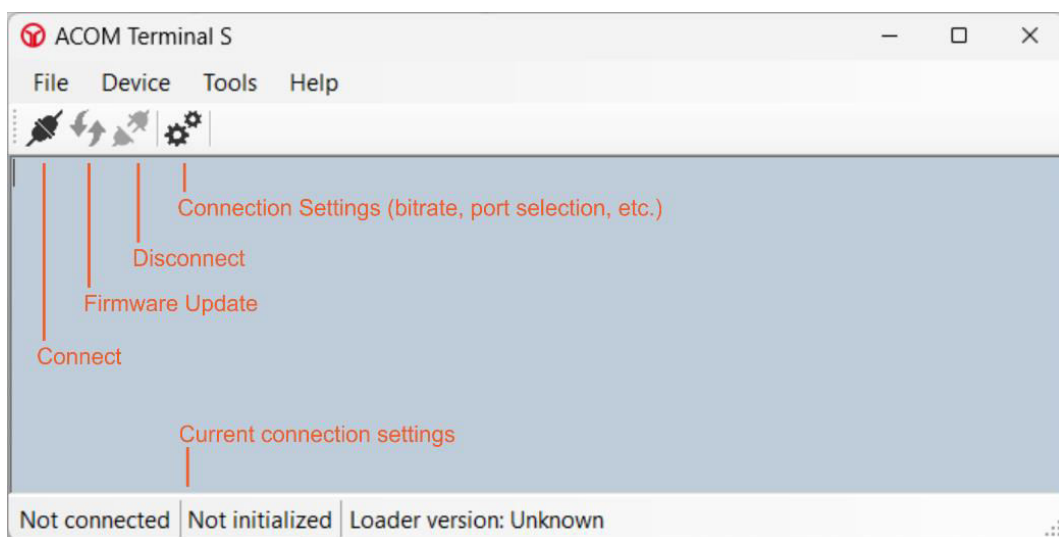 ACOM Terminal S
File Device Tools Help
Connection Settings (bitrate, port selection, etc.)
Disconnect
Firmware Update
Connect
Current connection settings
Not connected Not initialized Loader version: Unknown